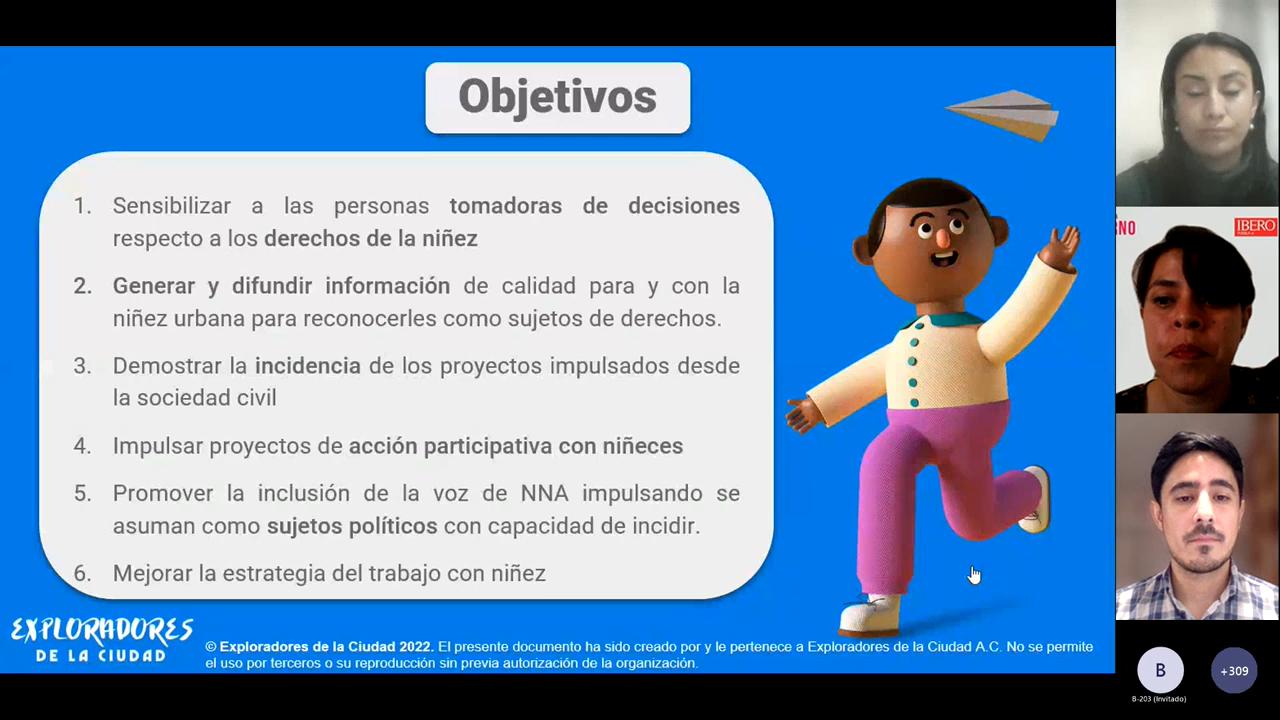 Objetivos
1. Sensibilizar a las personas tomadoras de decisiones
respecto a los derechos de la niñez
2. Generar y difundir información de calidad para y con la
niñez urbana para reconocerles como sujetos de derechos.
3. Demostrar la incidencia de los proyectos impulsados desde
la sociedad civil
4. Impulsar proyectos de acción participativa con niñeces
5. Promover la inclusión de la voz de NNA impulsando se
asuman como sujetos políticos con capacidad de incidir.
6. Mejorar la estrategia del trabajo con niñez
EXPLORADORES
DE LA CIUDAD
© Exploradores de la Ciudad 2022. El presente documento ha sido creado por y le pertenece a Exploradores de la Ciudad A.C. No se permite
el uso por terceros o su reproducción sin previa autorización de la organización.
RNO
IBERO
B
+309
B-203 (Invitado)